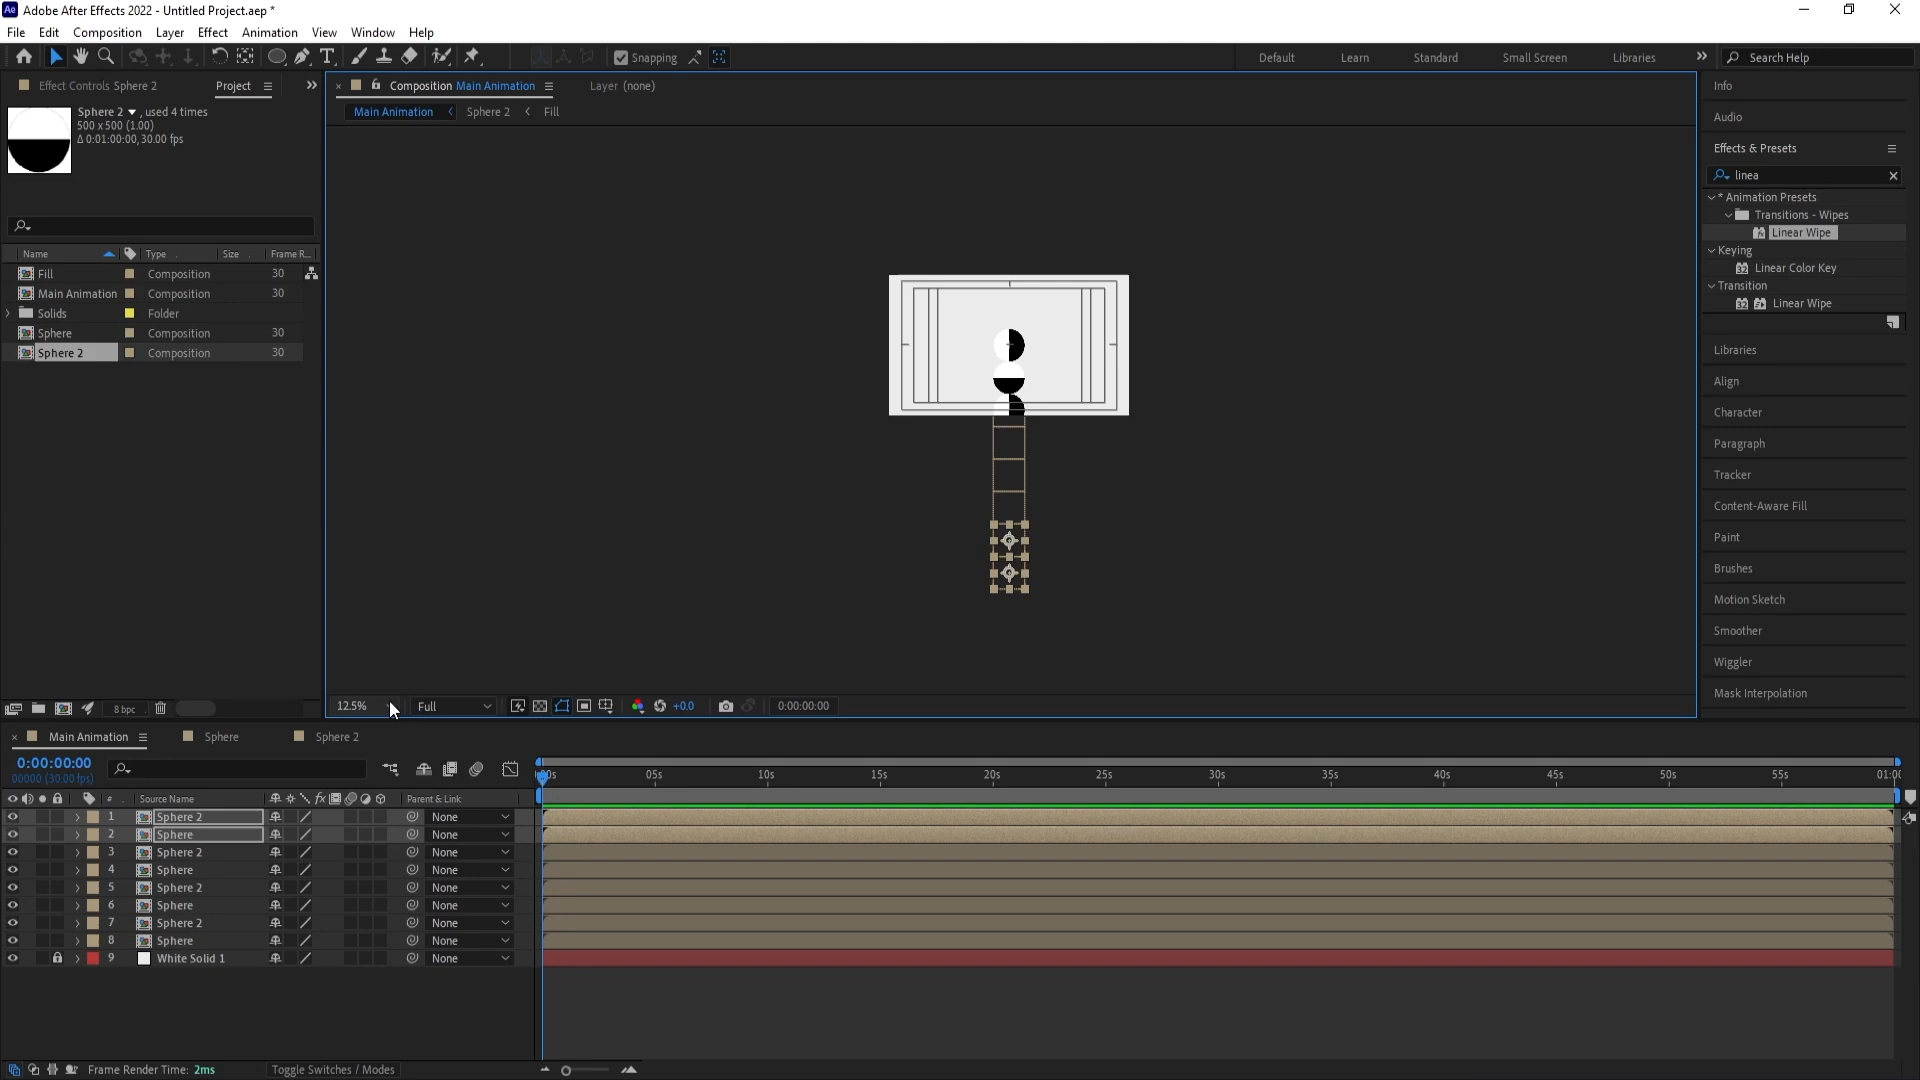 Adobe After Effects 2022 - Untitled Project.aep *
File Edit Composition Layer Effect Animation View Window Help
Snapping
Default Learn Standard Small Screen Libraries Search Help
Effect Controls Sphere 2 Project
Composition Main Animation Layer (none)
Main Animation Sphere 2 Fill
Sphere 2 , used 4 times
500 x 500 (1.00)
Δ 0:01:00:00, 30.00 fps
Name Type Size Frame R...
Fill Composition 30
Main Animation Composition 30
Solids Folder
Sphere Composition 30
Sphere 2 Composition 30
8 bpc
12.5% Full +0.0 0:00:00:00
Info
Audio
Effects & Presets
linea
* Animation Presets
Transitions - Wipes
Linear Wipe
Keying
Linear Color Key
Transition
Linear Wipe
Libraries
Align
Character
Paragraph
Tracker
Content-Aware Fill
Paint
Brushes
Motion Sketch
Smoother
Wiggler
Mask Interpolation
Main Animation Sphere Sphere 2
0:00:00:00
00000 (30.00 fps)
05s 10s 15s 20s 25s 30s 35s 40s 45s 50s 55s
# Source Name Parent & Link
1 Sphere 2 None
2 Sphere None
3 Sphere 2 None
4 Sphere None
5 Sphere 2 None
6 Sphere None
7 Sphere 2 None
8 Sphere None
9 White Solid 1 None
Frame Render Time: 2ms Toggle Switches / Modes